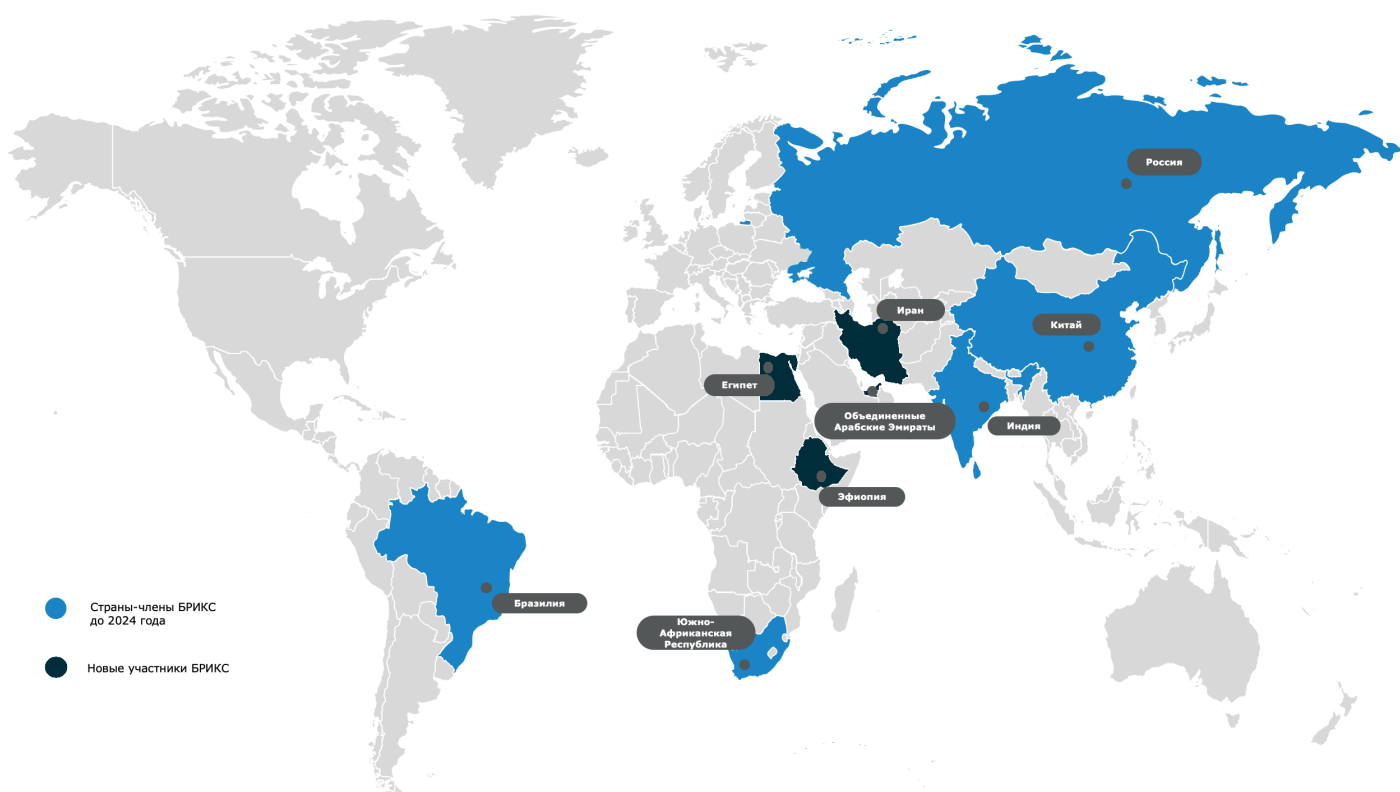 Россия
Иран
Китай
Египет
Объединенные
Арабские Эмираты
Индия
Эфиопия
Бразилия
Южно-
Африканская
Республика
Страны-члены БРИКС
до 2024 года
Новые участники БРИКС